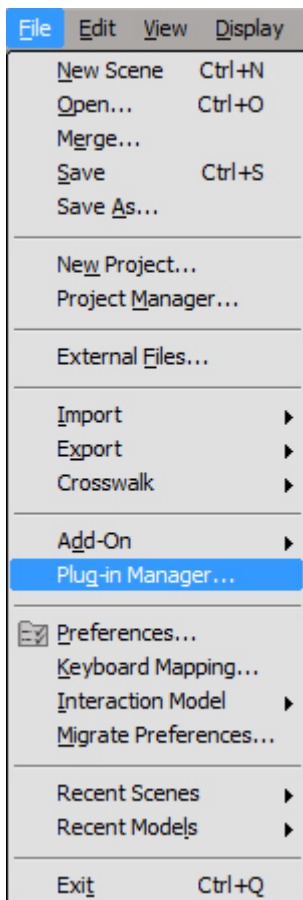 File Edit View Display
New Scene Ctrl+N
Open... Ctrl+O
Merge...
Save Ctrl+S
Save As...
New Project...
Project Manager...
External Files...
Import
Export
Crosswalk
Add-On
Plug-in Manager...
Preferences...
Keyboard Mapping...
Interaction Model
Migrate Preferences...
Recent Scenes
Recent Models
Exit Ctrl+Q